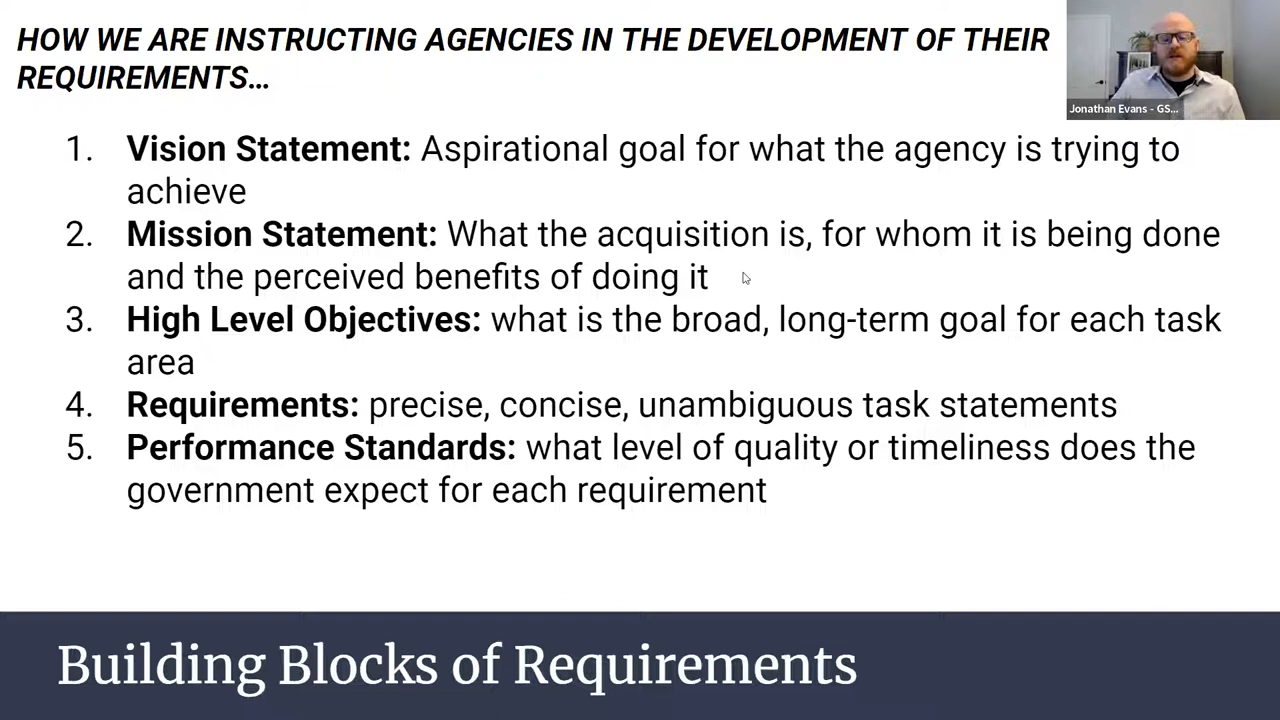 HOW WE ARE INSTRUCTING AGENCIES IN THE DEVELOPMENT OF THEIR
REQUIREMENTS…
Jonathan Evans - GS...
1. Vision Statement: Aspirational goal for what the agency is trying to
achieve
2. Mission Statement: What the acquisition is, for whom it is being done
and the perceived benefits of doing it
3. High Level Objectives: what is the broad, long-term goal for each task
area
4. Requirements: precise, concise, unambiguous task statements
5. Performance Standards: what level of quality or timeliness does the
government expect for each requirement
Building Blocks of Requirements